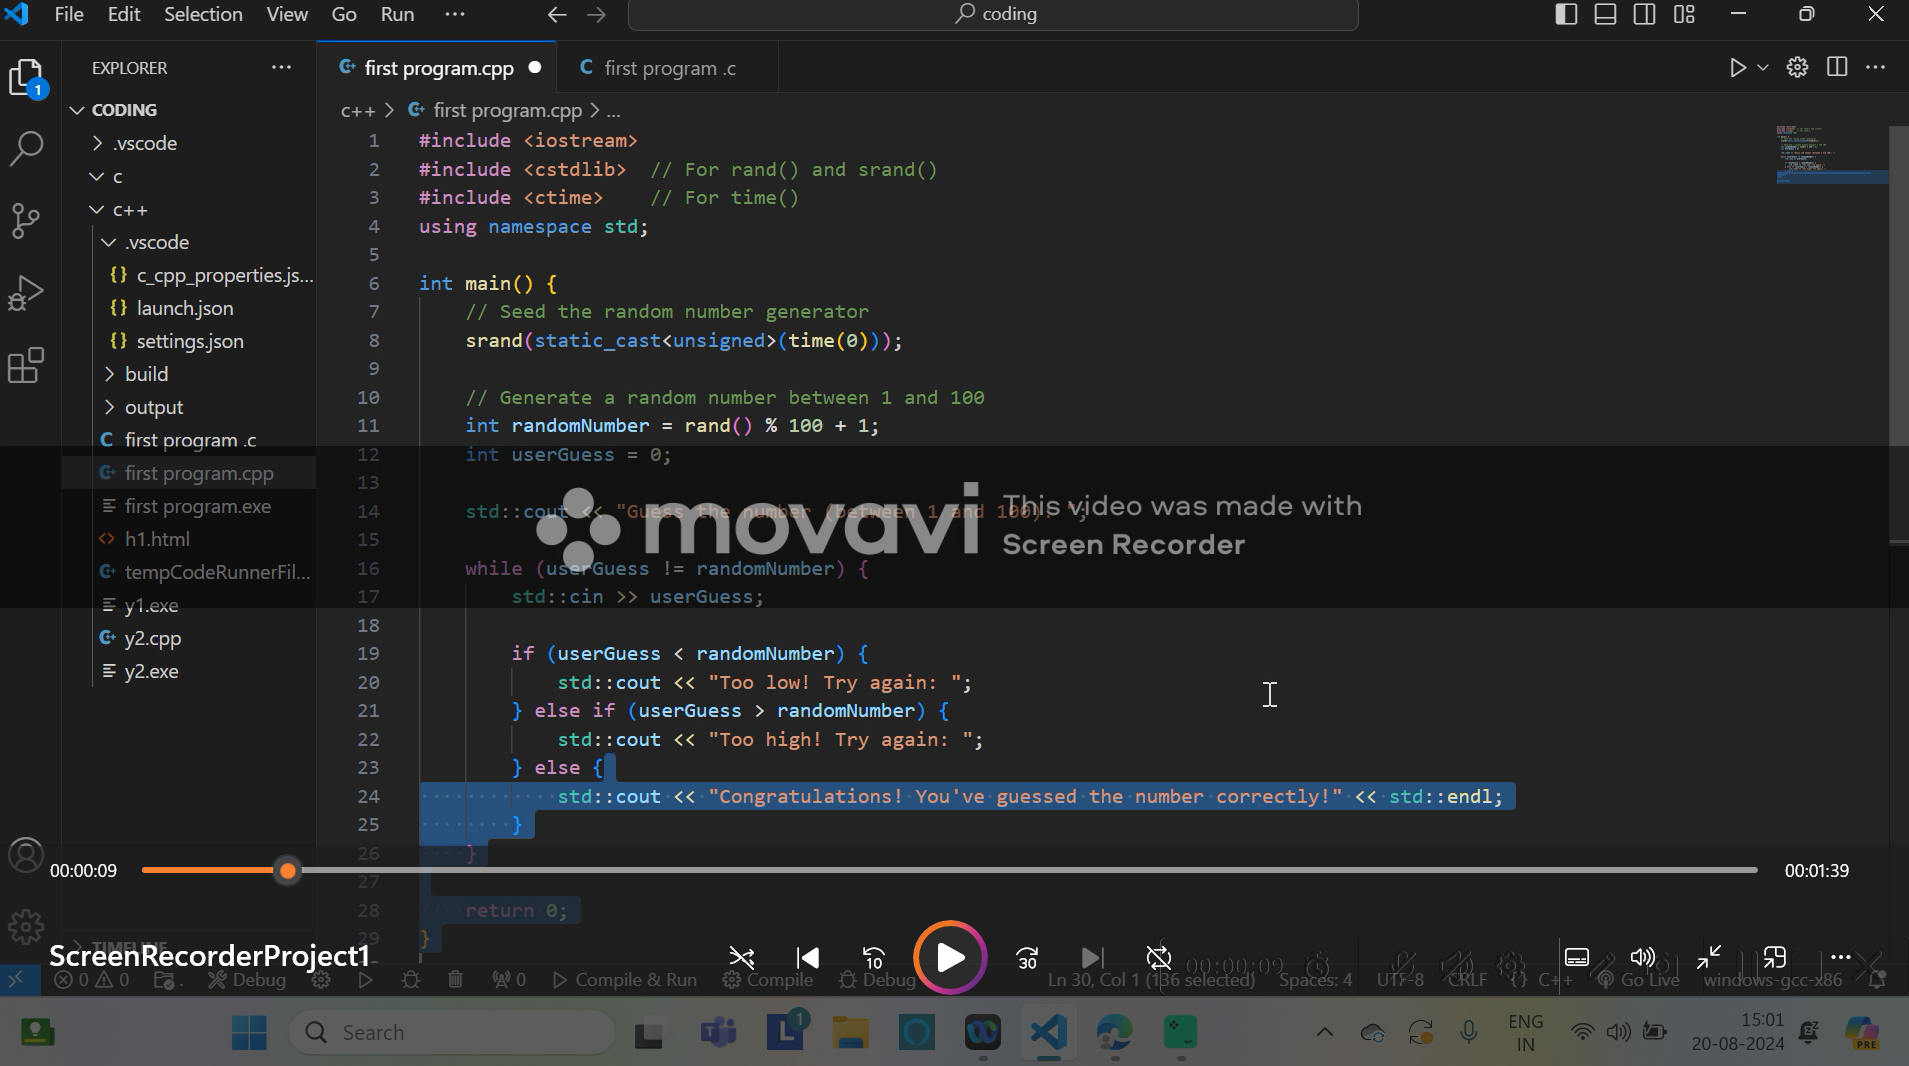 File Edit Selection View Go Run ··· coding
EXPLORER ···
CODING
.vscode
c
c++
.vscode
{} c_cpp_properties.js...
{} launch.json
{} settings.json
build
output
C first program .c
first program.cpp
first program.exe
<> h1.html
tempCodeRunnerFil...
y1.exe
y2.cpp
y2.exe
TIMELINE
1
first program.cpp ● C first program .c
c++ > first program.cpp > ...
1 #include <iostream>
2 #include <cstdlib>  // For rand() and srand()
3 #include <ctime>    // For time()
4 using namespace std;
5
6 int main() {
7     // Seed the random number generator
8     srand(static_cast<unsigned>(time(0)));
9
10     // Generate a random number between 1 and 100
11     int randomNumber = rand() % 100 + 1;
12     int userGuess = 0;
13
14     std::cout << "Guess the number (between 1 and 100): ";
15
16     while (userGuess != randomNumber) {
17         std::cin >> userGuess;
18
19         if (userGuess < randomNumber) {
20             std::cout << "Too low! Try again: ";
21         } else if (userGuess > randomNumber) {
22             std::cout << "Too high! Try again: ";
23         } else {
24             std::cout << "Congratulations! You've guessed the number correctly!" << std::endl;
25         }
26     }
27
28     return 0;
29 }
movavi
This video was made with
Screen Recorder
00:00:09 00:01:39
ScreenRecorderProject1
10 30
00:00:09
0 0 Debug 0 Compile & Run Compile Debug Ln 30, Col 1 (136 selected) Spaces: 4 UTF-8 CRLF {} C++ Go Live windows-gcc-x86
Search
L 1
ENG
IN
15:01
20-08-2024
PRE